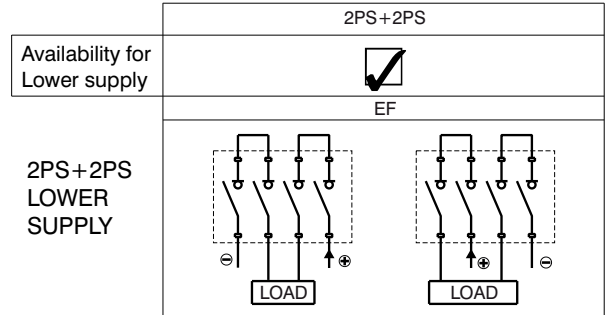 2PS+2PS
Availability for
Lower supply
EF
2PS+2PS
LOWER
SUPPLY
⊖ ⊕ ⊕ ⊖
LOAD LOAD